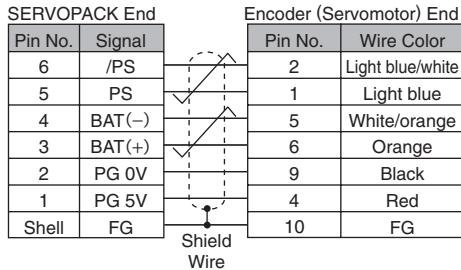 SERVOPACK End
Encoder (Servomotor) End
Pin No. Signal
Pin No. Wire Color
6 /PS 2 Light blue/white
5 PS 1 Light blue
4 BAT(−) 5 White/orange
3 BAT(+) 6 Orange
2 PG 0V 9 Black
1 PG 5V 4 Red
Shell FG 10 FG
Shield
Wire